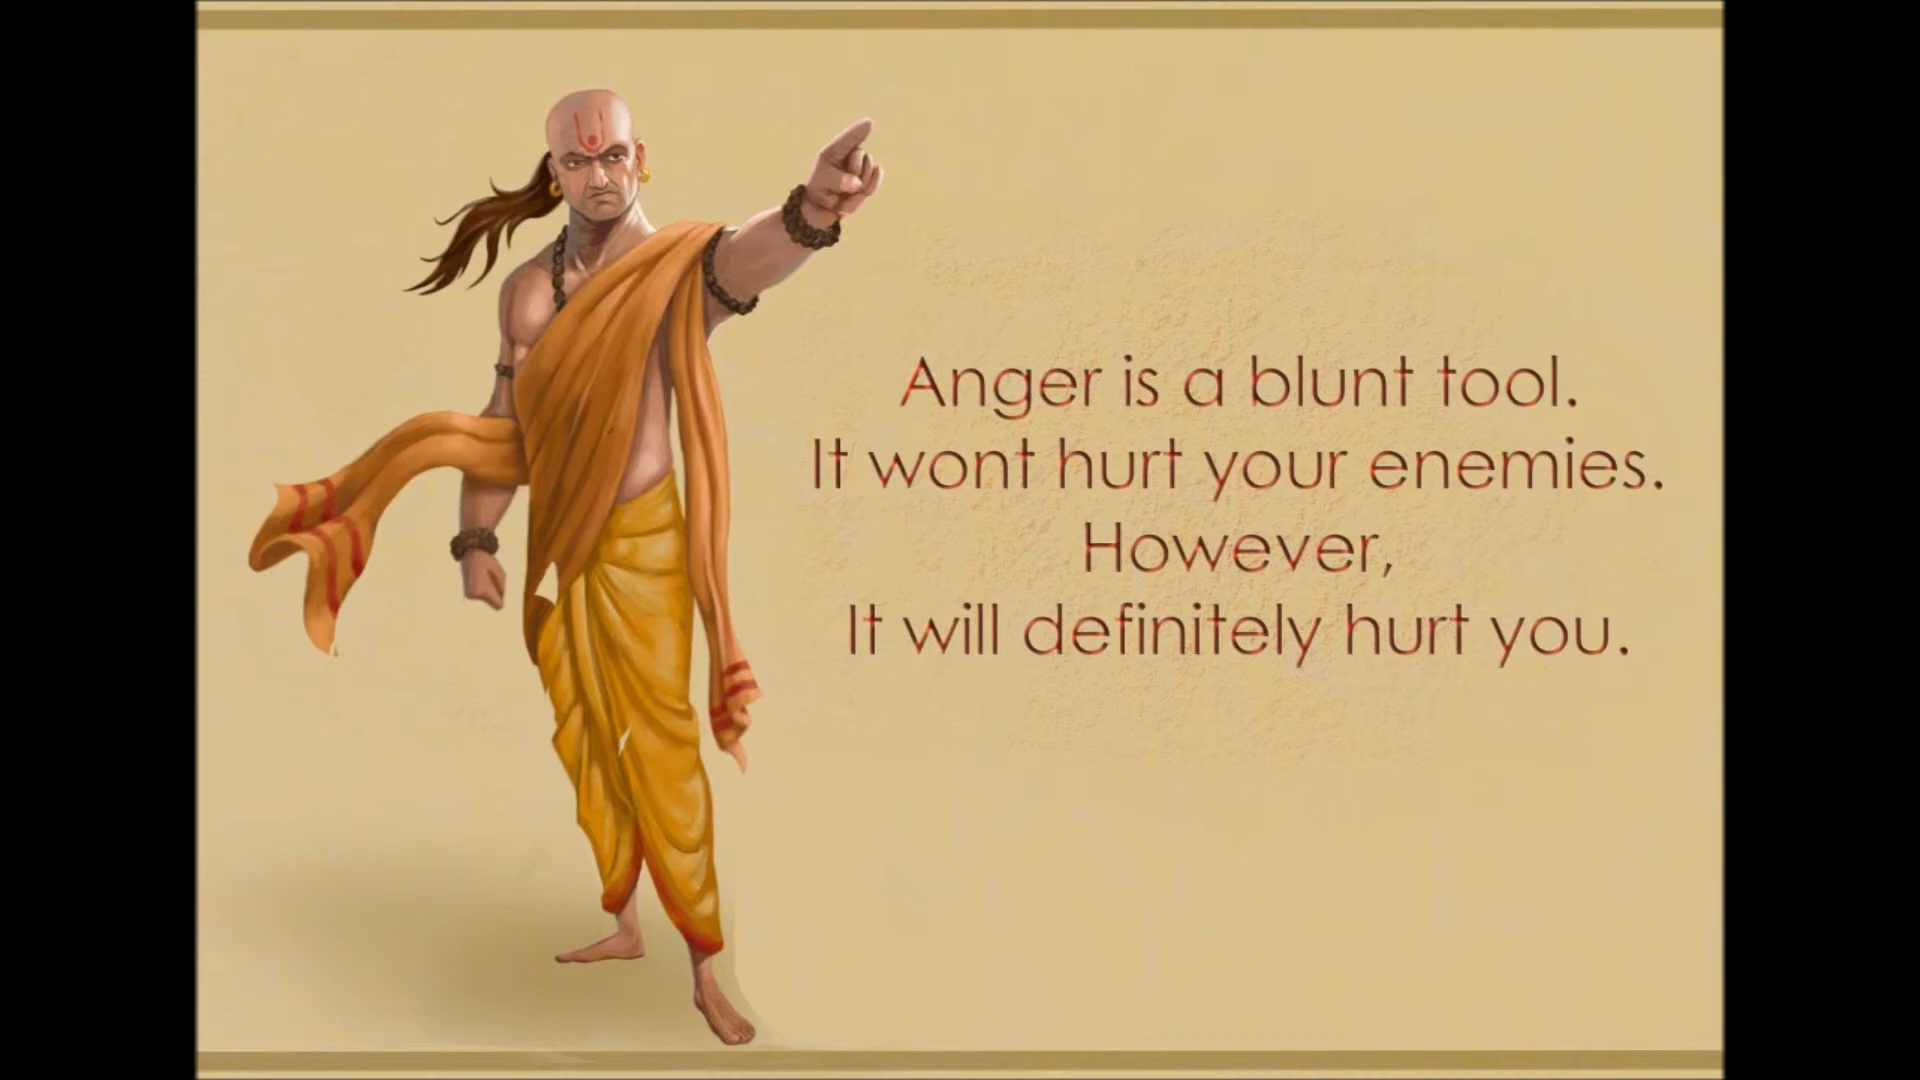 Anger is a blunt tool.
It wont hurt your enemies.
However,
It will definitely hurt you.